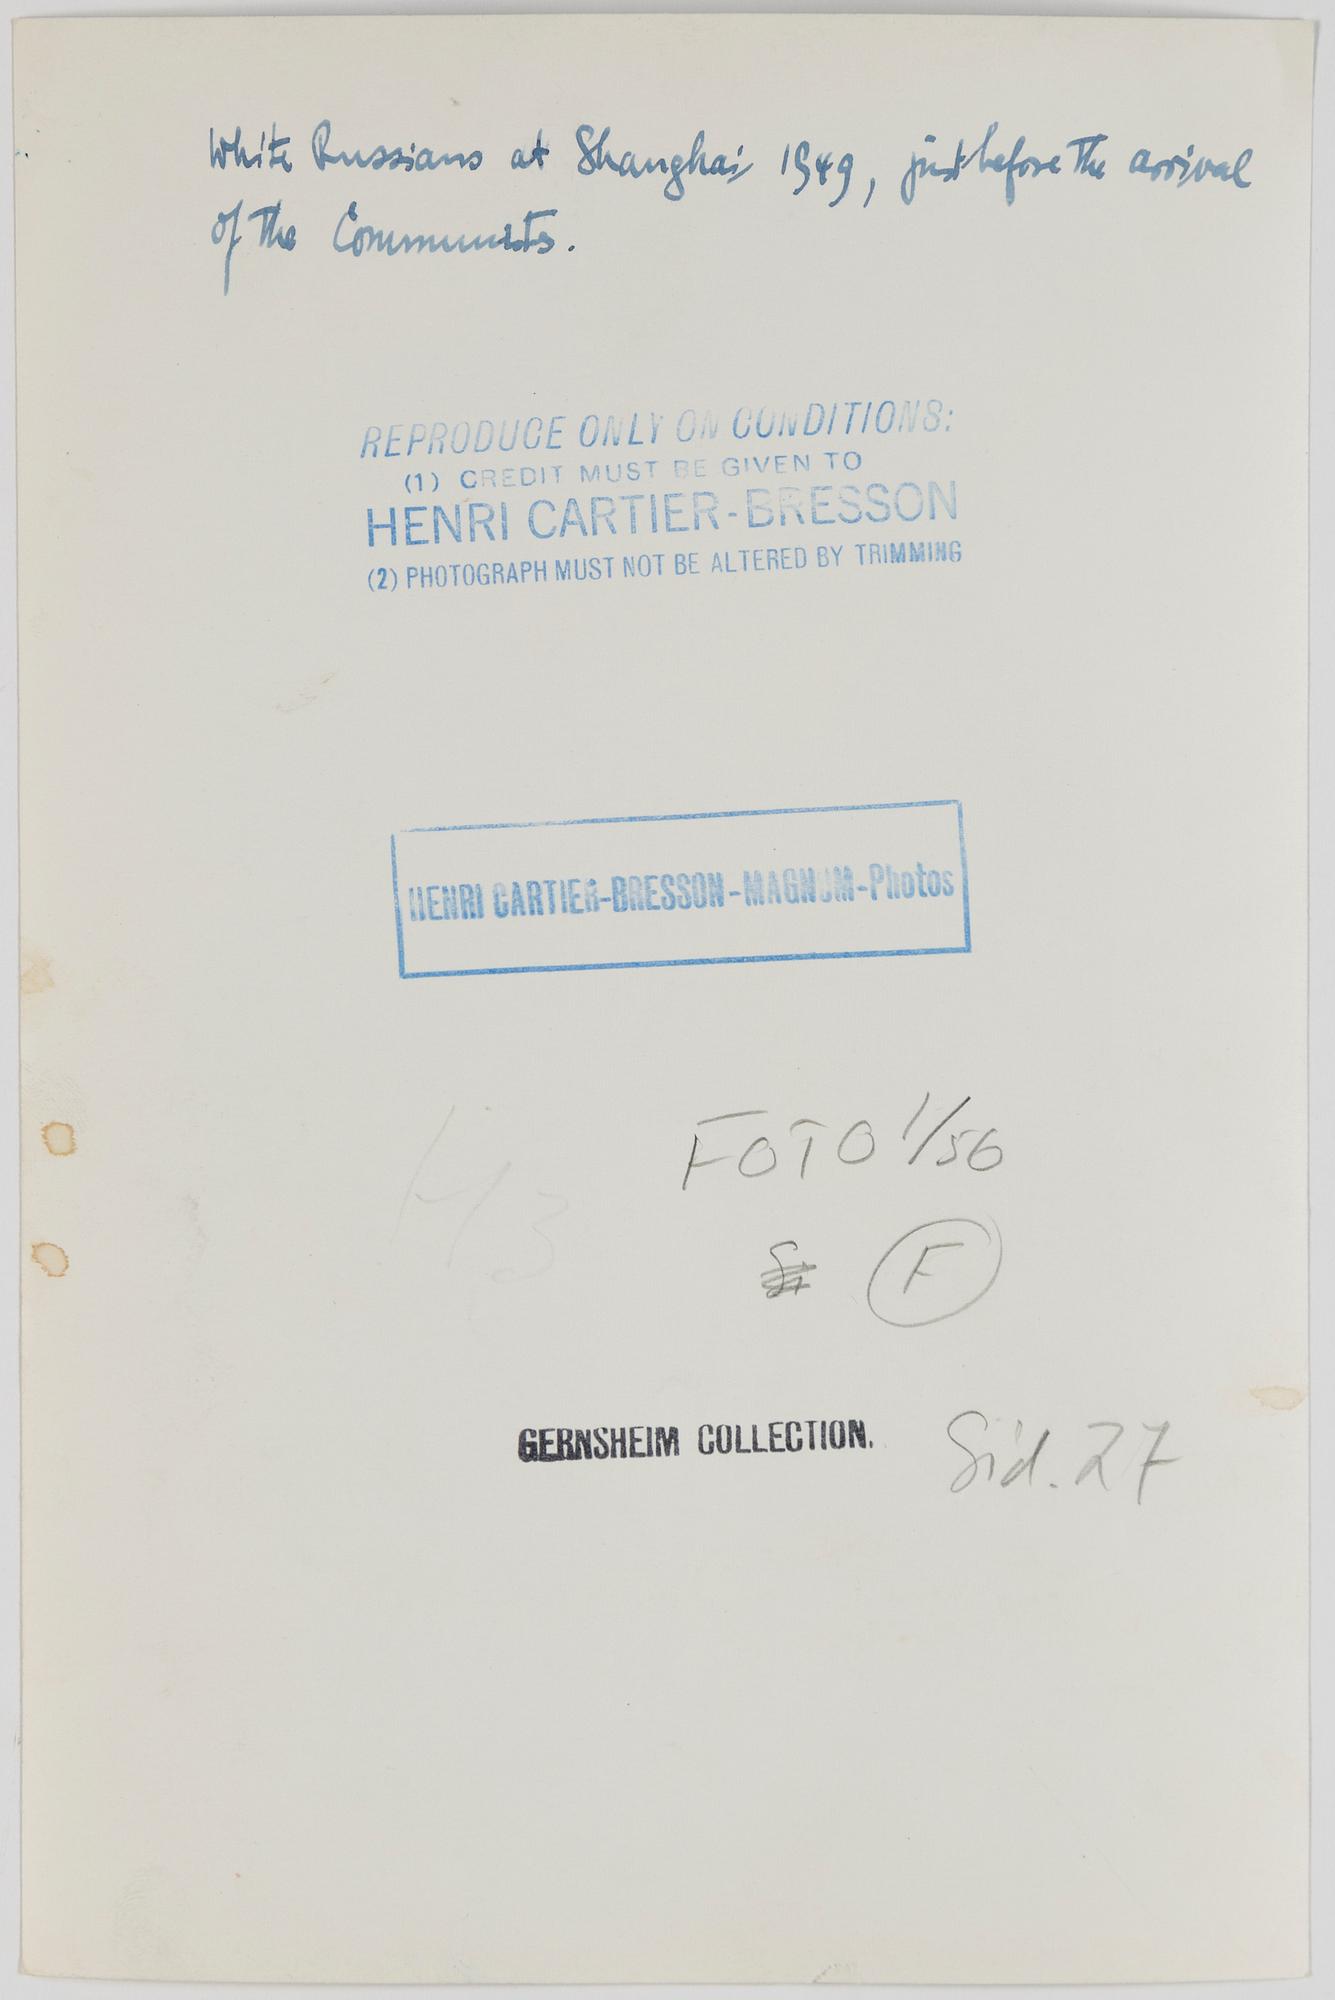 White Russians at Shanghai 1949, just before the arrival
of the Communists.
REPRODUCE ONLY ON CONDITIONS:
(1) CREDIT MUST BE GIVEN TO
HENRI CARTIER-BRESSON
(2) PHOTOGRAPH MUST NOT BE ALTERED BY TRIMMING
HENRI CARTIER-BRESSON-MAGNUM-Photos
FOTO 1/56
H3
F
GERNSHEIM COLLECTION.
Sid. 27